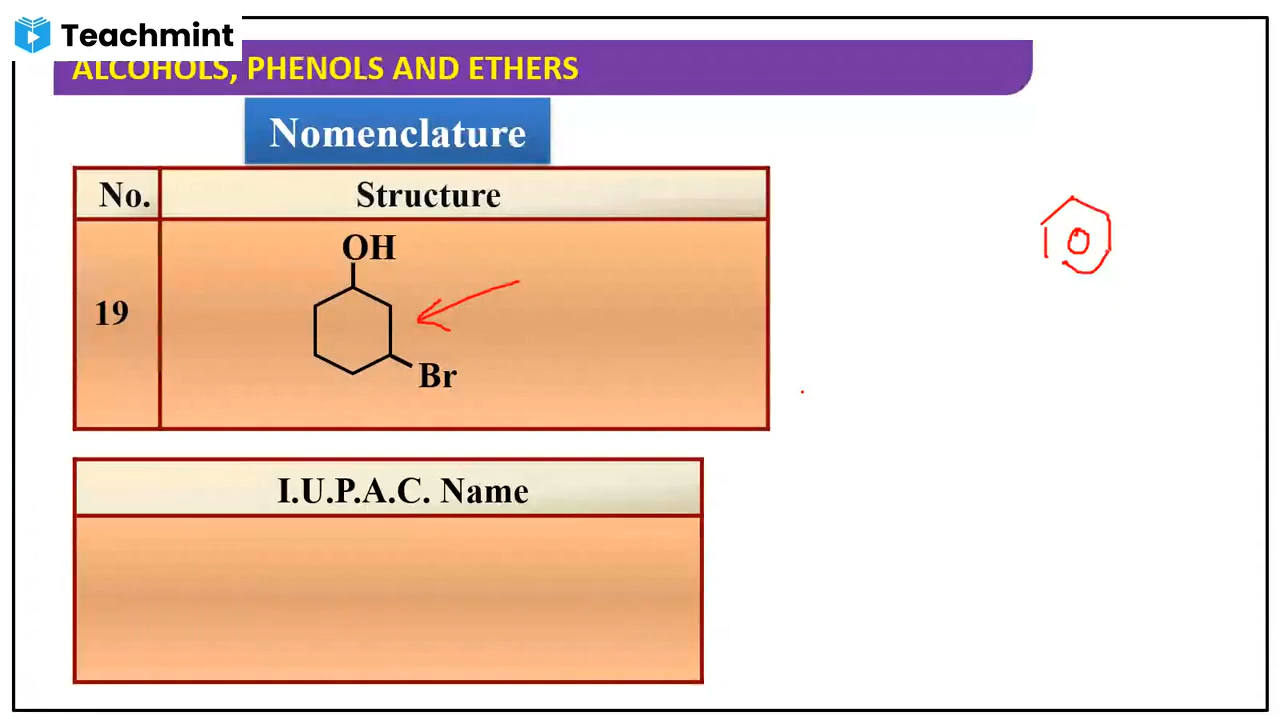 Teachmint
ALCOHOLS, PHENOLS AND ETHERS
Nomenclature
No. Structure
OH
19
Br
I.U.P.A.C. Name